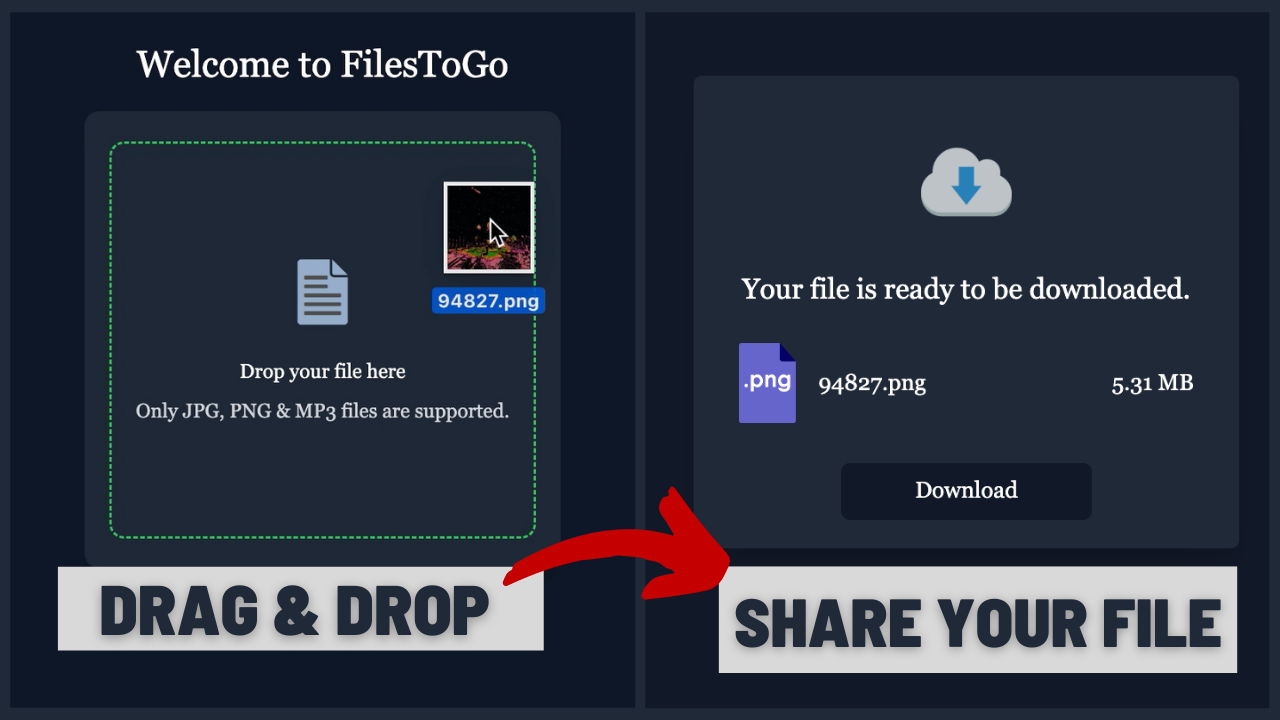 Welcome to FilesToGo
94827.png
Drop your file here
Only JPG, PNG & MP3 files are supported.
DRAG & DROP
Your file is ready to be downloaded.
.png
94827.png
5.31 MB
Download
SHARE YOUR FILE